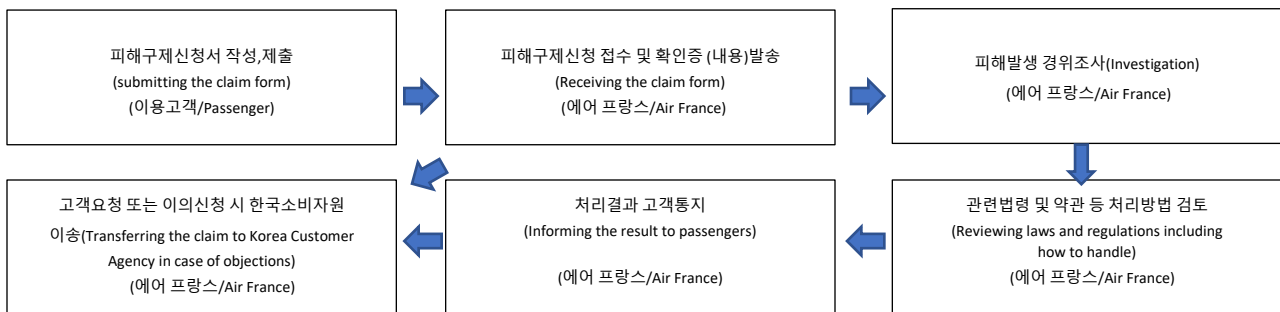 피해구제신청서 작성,제출
(submitting the claim form)
(이용고객/Passenger)
피해구제신청 접수 및 확인증 (내용)발송
(Receiving the claim form)
(에어 프랑스/Air France)
피해발생 경위조사(Investigation)
(에어 프랑스/Air France)
관련법령 및 약관 등 처리방법 검토
(Reviewing laws and regulations including
how to handle)
(에어 프랑스/Air France)
처리결과 고객통지
(Informing the result to passengers)
(에어 프랑스/Air France)
고객요청 또는 이의신청 시 한국소비자원
이송(Transferring the claim to Korea Customer
Agency in case of objections)
(에어 프랑스/Air France)